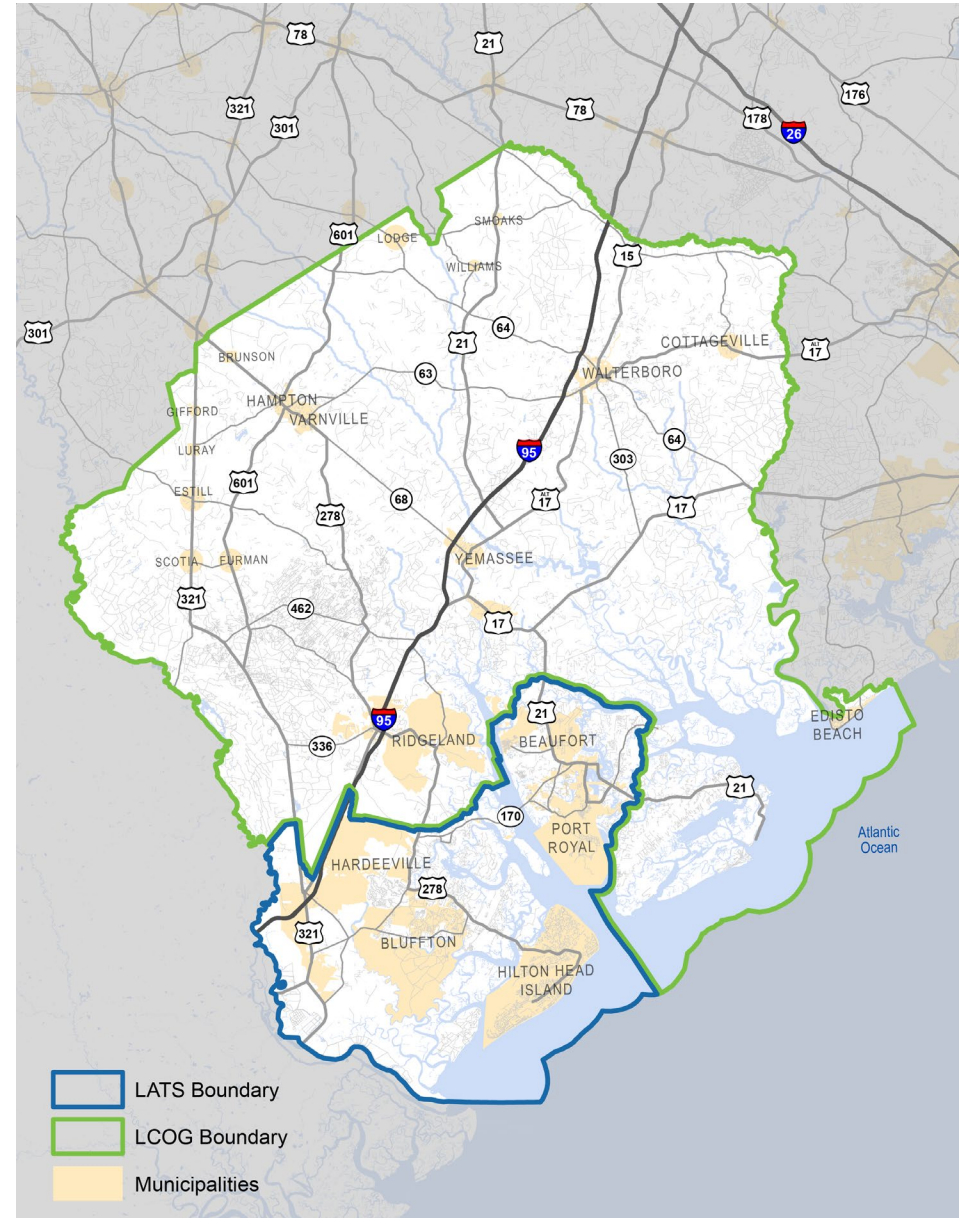 78
21
176
321
78
178
301
26
SMOAKS
601
LODGE
15
WILLIAMS
301
64
21
COTTAGEVILLE
ALT
17
BRUNSON
63
WALTERBORO
HAMPTON
GIFFORD
VARNVILLE
64
LURAY
95
303
601
ESTILL
68
ALT
17
17
278
YEMASSEE
SCOTIA
FURMAN
321
462
17
95
21
EDISTO
BEACH
336
RIDGELAND
BEAUFORT
21
170
PORT
ROYAL
Atlantic
Ocean
HARDEEVILLE
278
321
BLUFFTON
HILTON HEAD
ISLAND
LATS Boundary
LCOG Boundary
Municipalities